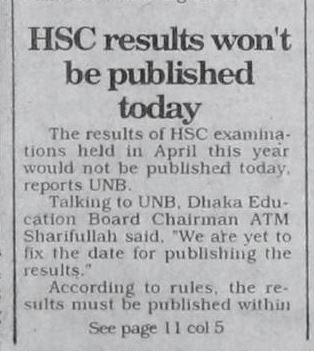 HSC results won't
be published
today
The results of HSC examina-
tions held in April this year
would not be published today,
reports UNB.
Talking to UNB, Dhaka Edu-
cation Board Chairman ATM
Sharifullah said, "We are yet to
fix the date for publishing the
results."
According to rules, the re-
sults must be published within
See page 11 col 5